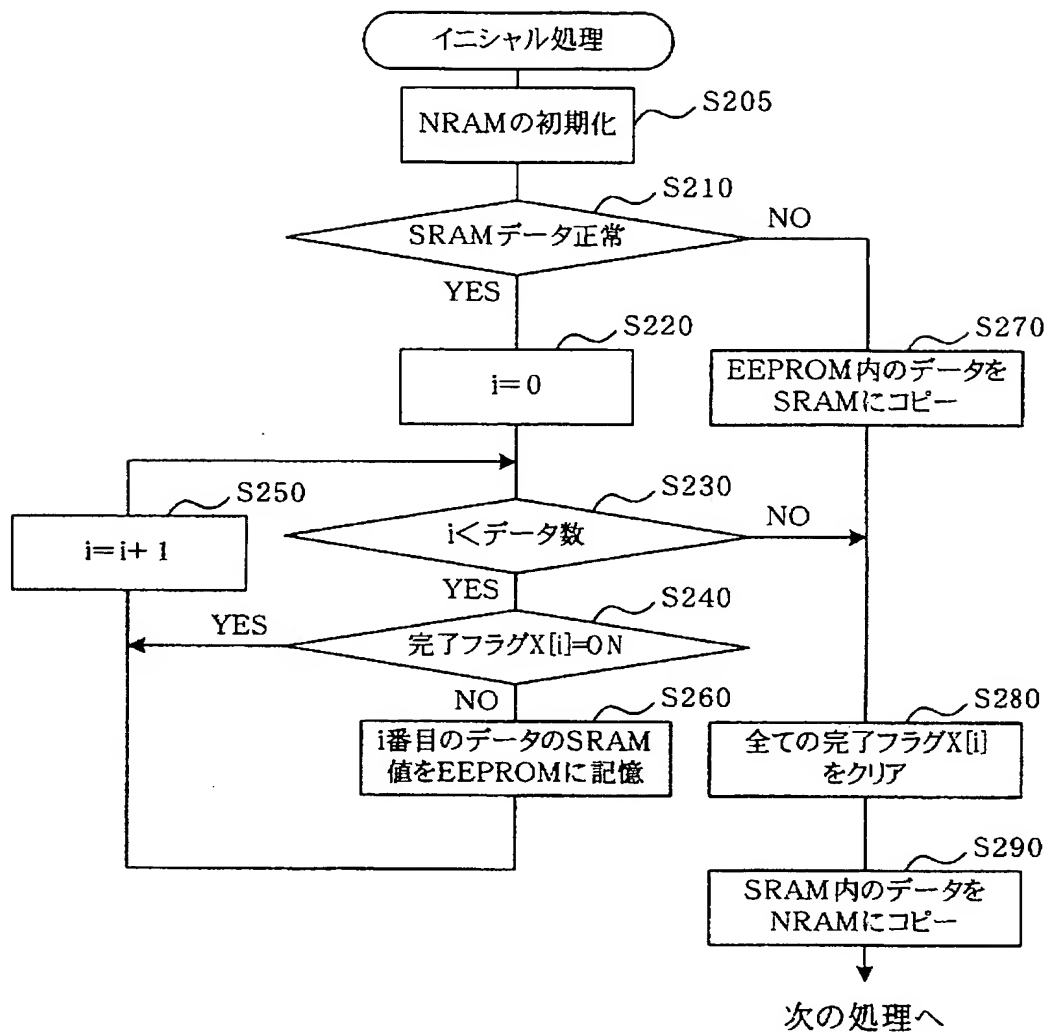 イニシャル処理
S205
NRAMの初期化
S210
SRAMデータ正常
NO
YES
S220
i=0
S270
EEPROM内のデータを
SRAMにコピー
S250
i=i+1
S230
i<データ数
NO
YES
S240
完了フラグX[i]=ON
YES
NO
S260
i番目のデータのSRAM
値をEEPROMに記憶
S280
全ての完了フラグX[i]
をクリア
S290
SRAM内のデータを
NRAMにコピー
次の処理へ